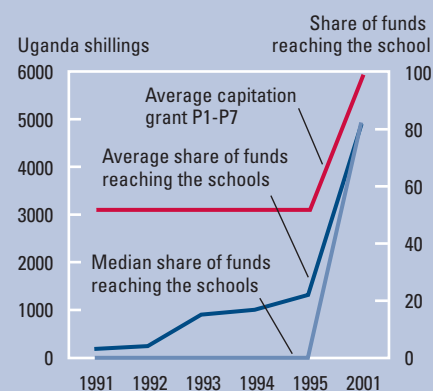 Uganda shillings
Share of funds
reaching the school
6000
5000
4000
3000
2000
1000
0
100
80
60
40
20
0
Average capitation
grant P1-P7
Average share of funds
reaching the schools
Median share of funds
reaching the schools
1991 1992 1993 1994 1995 2001